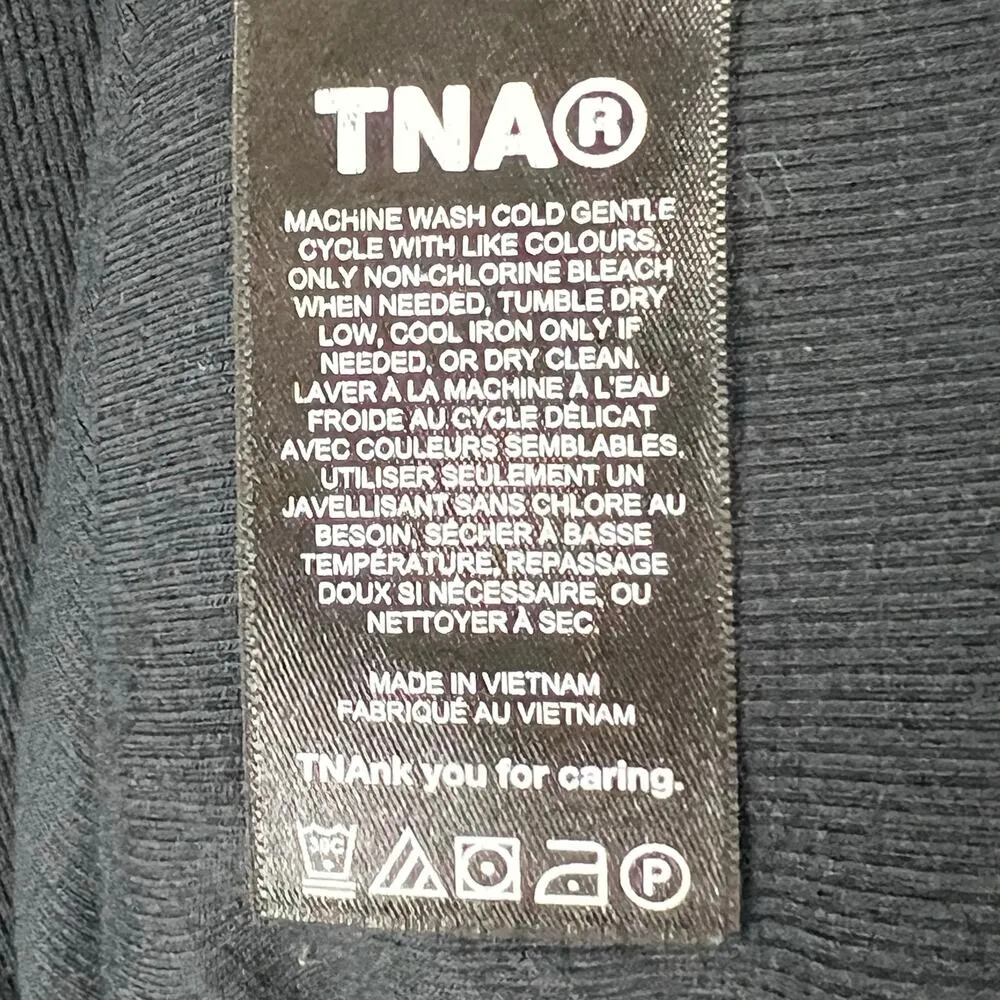 TNA®
MACHINE WASH COLD GENTLE
CYCLE WITH LIKE COLOURS,
ONLY NON-CHLORINE BLEACH
WHEN NEEDED, TUMBLE DRY
LOW, COOL IRON ONLY IF
NEEDED, OR DRY CLEAN.
LAVER À LA MACHINE À L'EAU
FROIDE AU CYCLE DÉLICAT
AVEC COULEURS SEMBLABLES,
UTILISER SEULEMENT UN
JAVELLISANT SANS CHLORE AU
BESOIN, SÉCHER À BASSE
TEMPÉRATURE, REPASSAGE
DOUX SI NÉCESSAIRE, OU
NETTOYER À SEC.
MADE IN VIETNAM
FABRIQUÉ AU VIETNAM
TNAnk you for caring.
30C P